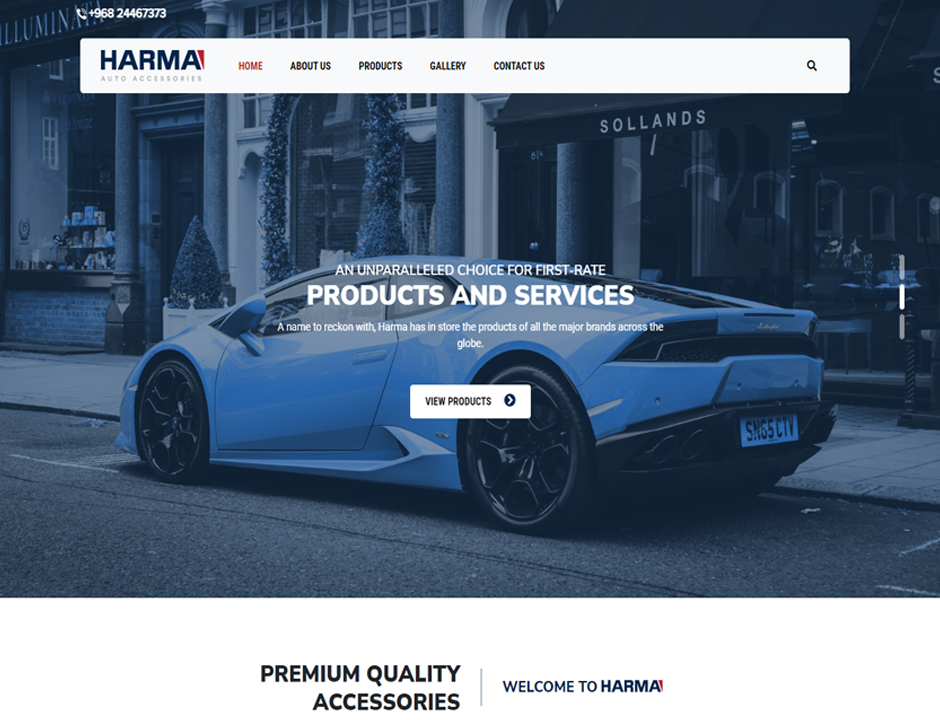 ILLUMINATA
+968 24467373
HARMA
AUTO ACCESSORIES
HOME
ABOUT US
PRODUCTS
GALLERY
CONTACT US
SOLLANDS
61A
AN UNPARALLELED CHOICE FOR FIRST-RATE
PRODUCTS AND SERVICES
A name to reckon with, Harma has in store the products of all the major brands across the
globe.
VIEW PRODUCTS
SN65 CTV
PREMIUM QUALITY
ACCESSORIES
WELCOME TO HARMA